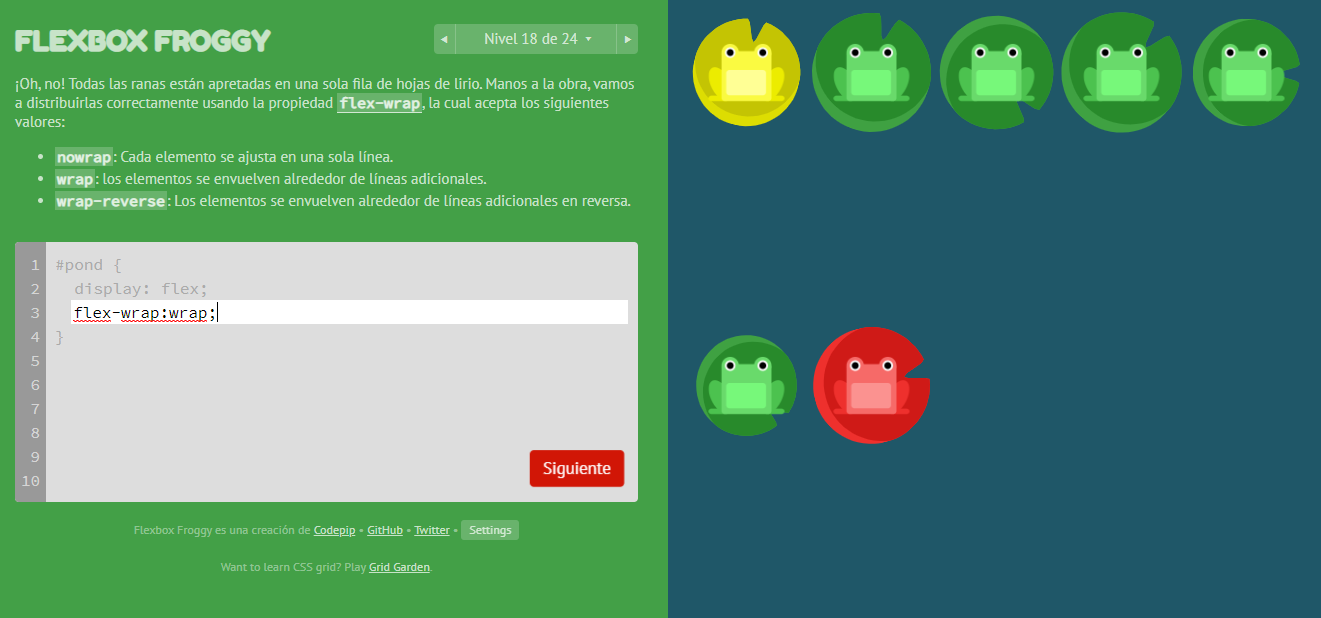 FLEXBOX FROGGY
◀ Nivel 18 de 24 ▾ ▶
¡Oh, no! Todas las ranas están apretadas en una sola fila de hojas de lirio. Manos a la obra, vamos
a distribuirlas correctamente usando la propiedad flex-wrap, la cual acepta los siguientes
valores:
• nowrap: Cada elemento se ajusta en una sola línea.
• wrap: los elementos se envuelven alrededor de líneas adicionales.
• wrap-reverse: Los elementos se envuelven alrededor de líneas adicionales en reversa.
1 #pond {
2 display: flex;
3 flex-wrap:wrap;
4 }
5
6
7
8
9
10
Siguiente
Flexbox Froggy es una creación de Codepip • GitHub • Twitter • Settings
Want to learn CSS grid? Play Grid Garden.